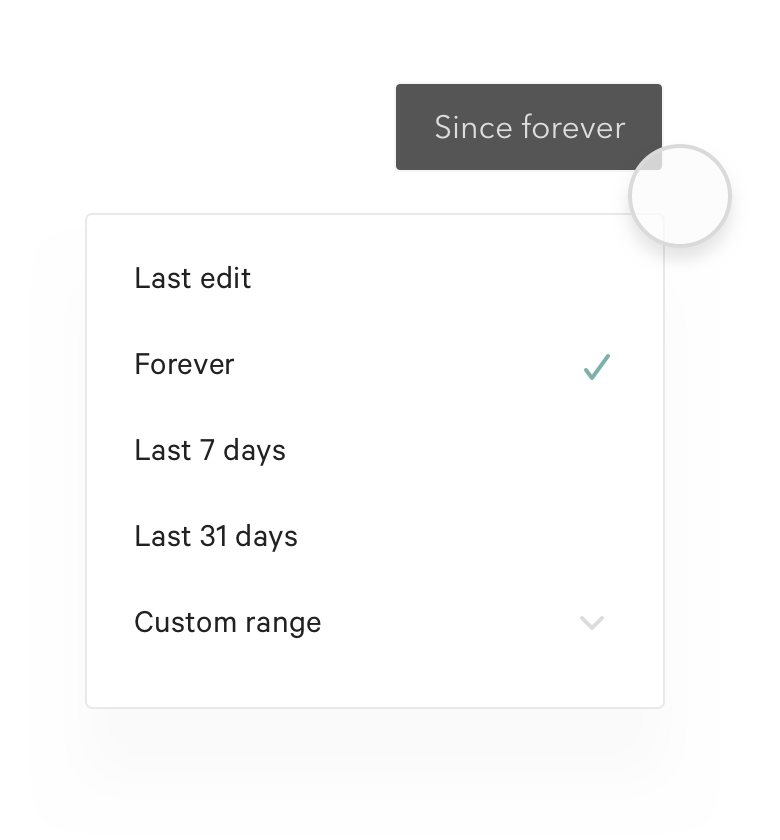 Since forever
Last edit
Forever
Last 7 days
Last 31 days
Custom range